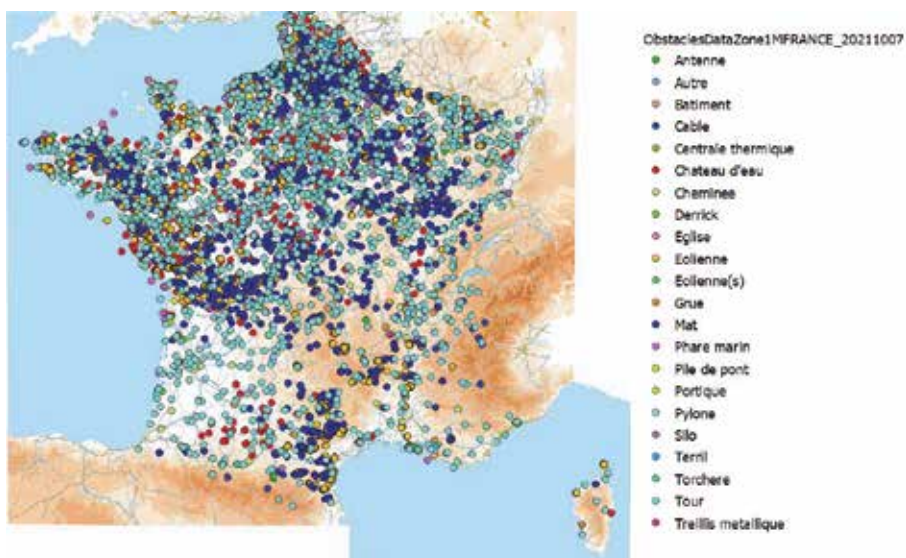 ObstaclesDataZone1MFRANCE_20211007
Antenne
Autre
Batiment
Cable
Centrale thermique
Chateau d'eau
Cheminee
Derrick
Eglise
Eolienne
Eolienne(s)
Grue
Mat
Phare marin
Pile de pont
Portique
Pylone
Silo
Terril
Torchere
Tour
Treillis metallique